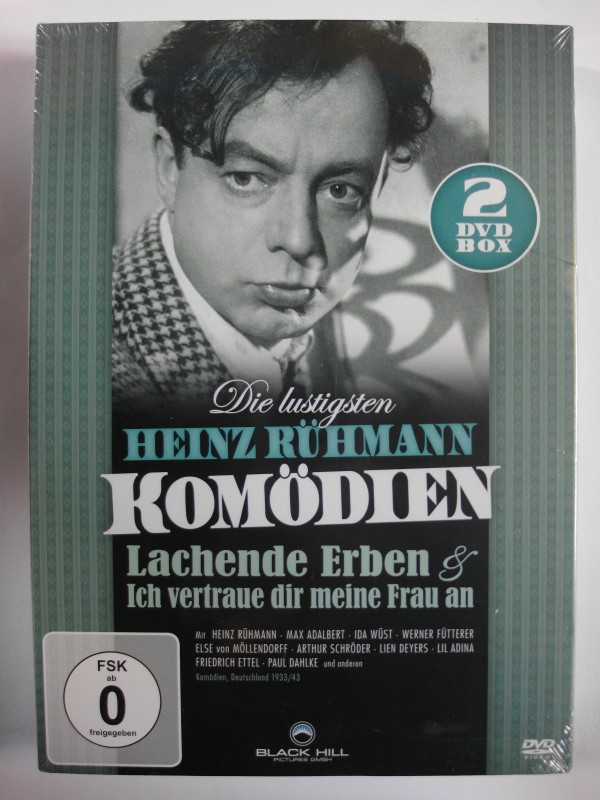 2
DVD
BOX
Die lustigsten
HEINZ RÜHMANN
KOMÖDIEN
Lachende Erben &
Ich vertraue dir meine Frau an
Mit HEINZ RÜHMANN · MAX ADALBERT · IDA WÜST · WERNER FÜTTERER
ELSE von MÖLLENDORFF · ARTHUR SCHRÖDER · LIEN DEYERS · LIL ADINA
FRIEDRICH ETTEL · PAUL DAHLKE und anderen
Komödien, Deutschland 1933/43
FSK
ab
0
freigegeben
BLACK HILL
PICTURES GMBH
DVD
VIDEO